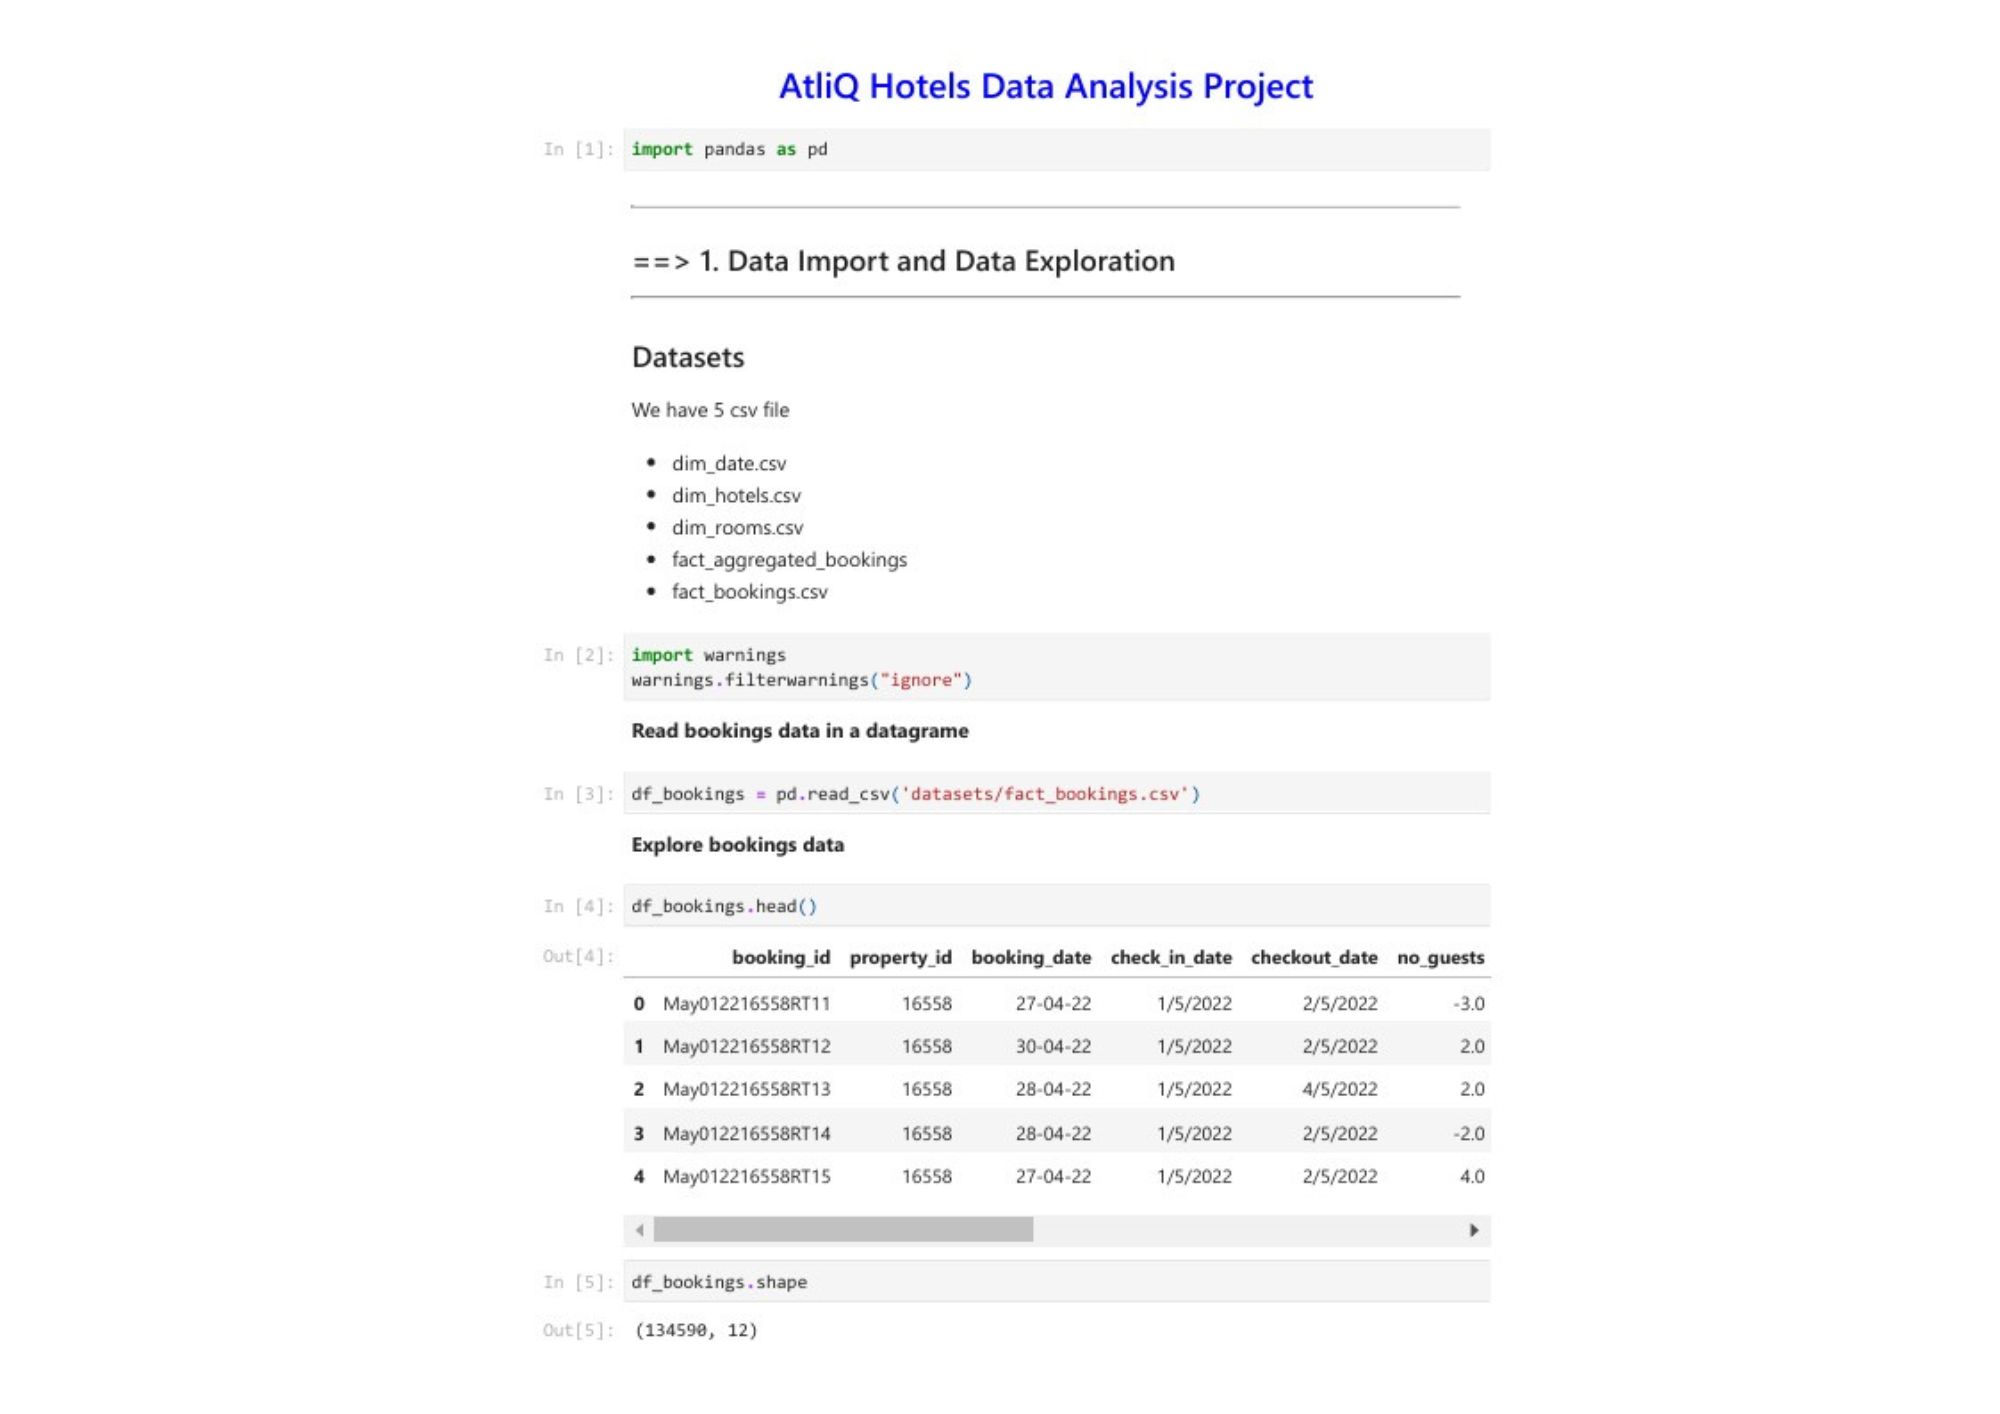 AtliQ Hotels Data Analysis Project
In [1]: import pandas as pd
==> 1. Data Import and Data Exploration
Datasets
We have 5 csv file
• dim_date.csv
• dim_hotels.csv
• dim_rooms.csv
• fact_aggregated_bookings
• fact_bookings.csv
In [2]: import warnings
warnings.filterwarnings("ignore")
Read bookings data in a datagrame
In [3]: df_bookings = pd.read_csv('datasets/fact_bookings.csv')
Explore bookings data
In [4]: df_bookings.head()
Out[4]: booking_id property_id booking_date check_in_date checkout_date no_guests
0 May012216558RT11 16558 27-04-22 1/5/2022 2/5/2022 -3.0
1 May012216558RT12 16558 30-04-22 1/5/2022 2/5/2022 2.0
2 May012216558RT13 16558 28-04-22 1/5/2022 4/5/2022 2.0
3 May012216558RT14 16558 28-04-22 1/5/2022 2/5/2022 -2.0
4 May012216558RT15 16558 27-04-22 1/5/2022 2/5/2022 4.0
In [5]: df_bookings.shape
Out[5]: (134590, 12)